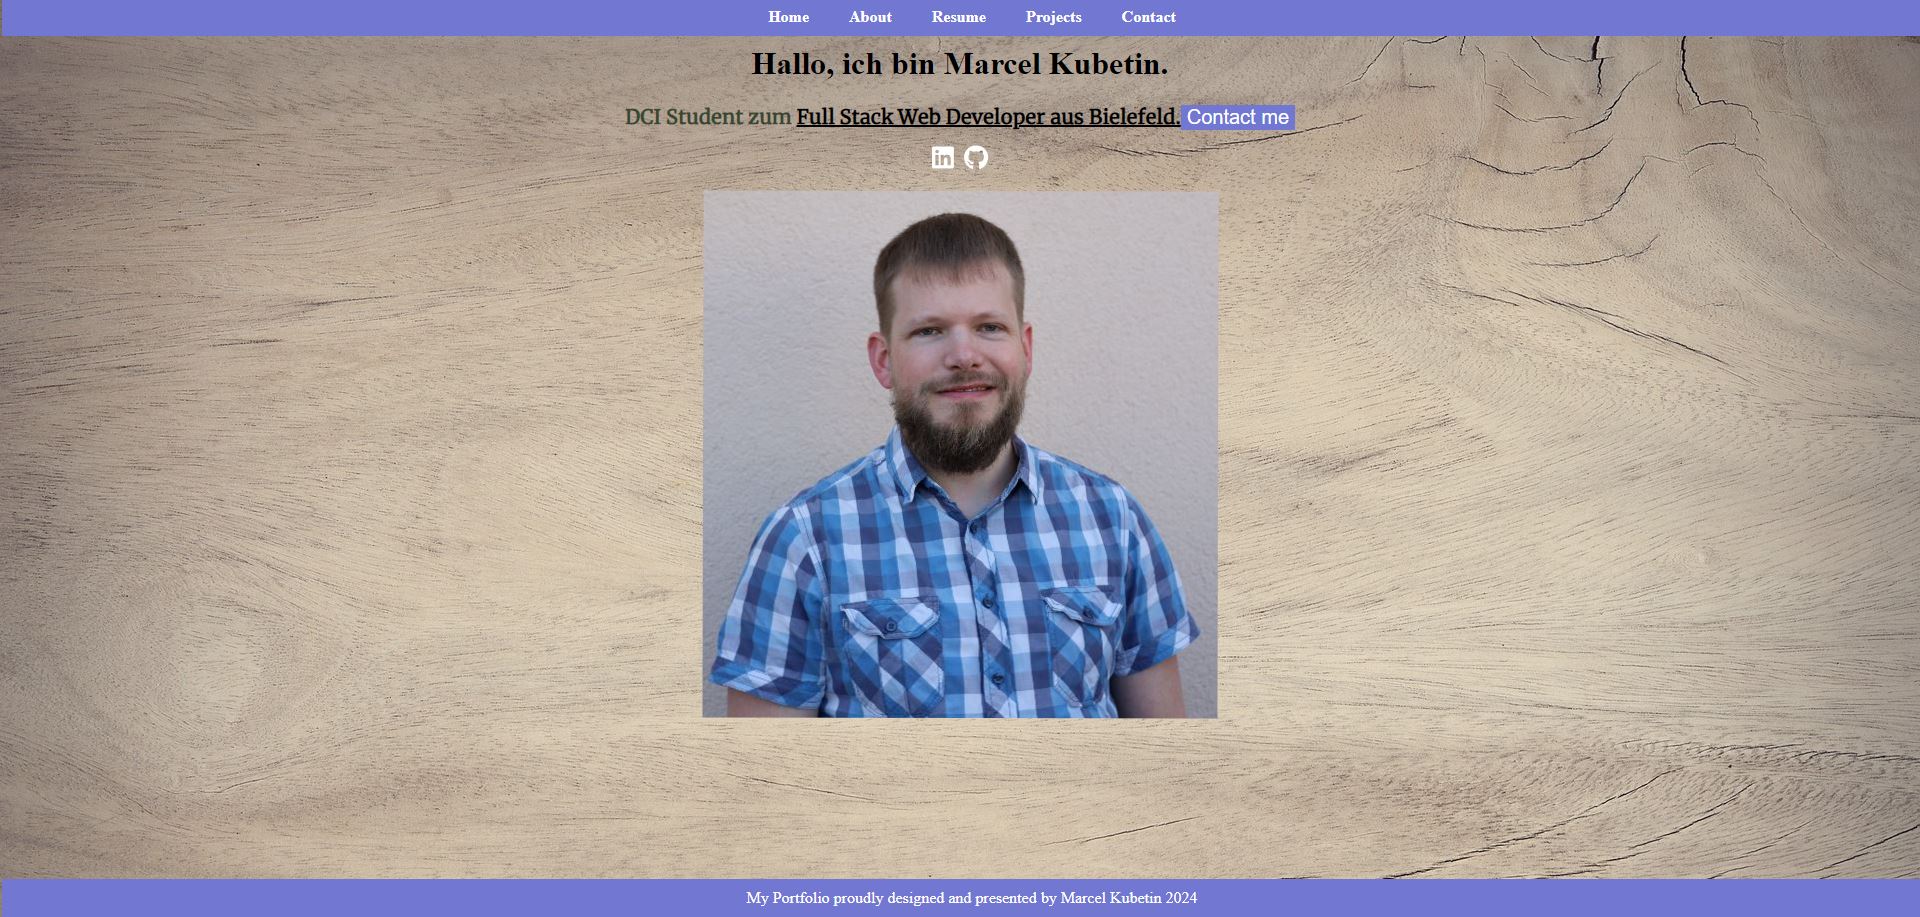 Home About Resume Projects Contact
Hallo, ich bin Marcel Kubetin.
DCI Student zum Full Stack Web Developer aus Bielefeld. Contact me
in
My Portfolio proudly designed and presented by Marcel Kubetin 2024